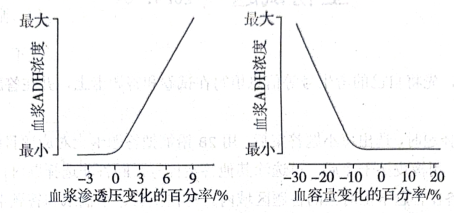 最大
最小
血浆ADH浓度
-3 0 3 6 9
血浆渗透压变化的百分率/%
最大
最小
血浆ADH浓度
-30 -20 -10 0 10 20
血容量变化的百分率/%